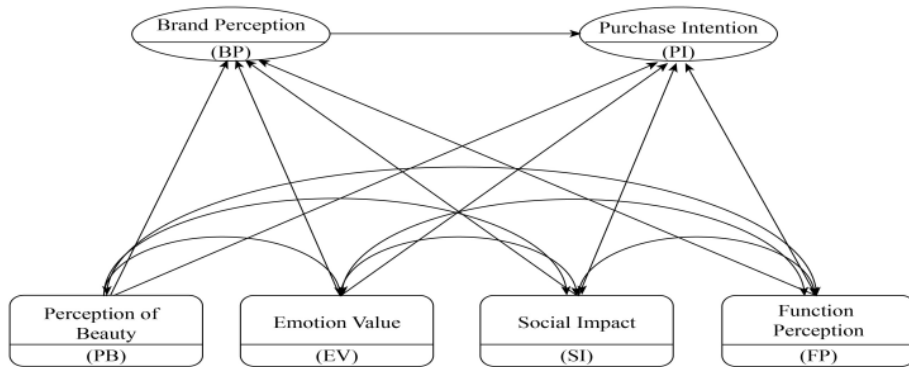 Brand Perception
(BP)
Purchase Intention
(PI)
Perception of
Beauty
(PB)
Emotion Value
(EV)
Social Impact
(SI)
Function
Perception
(FP)